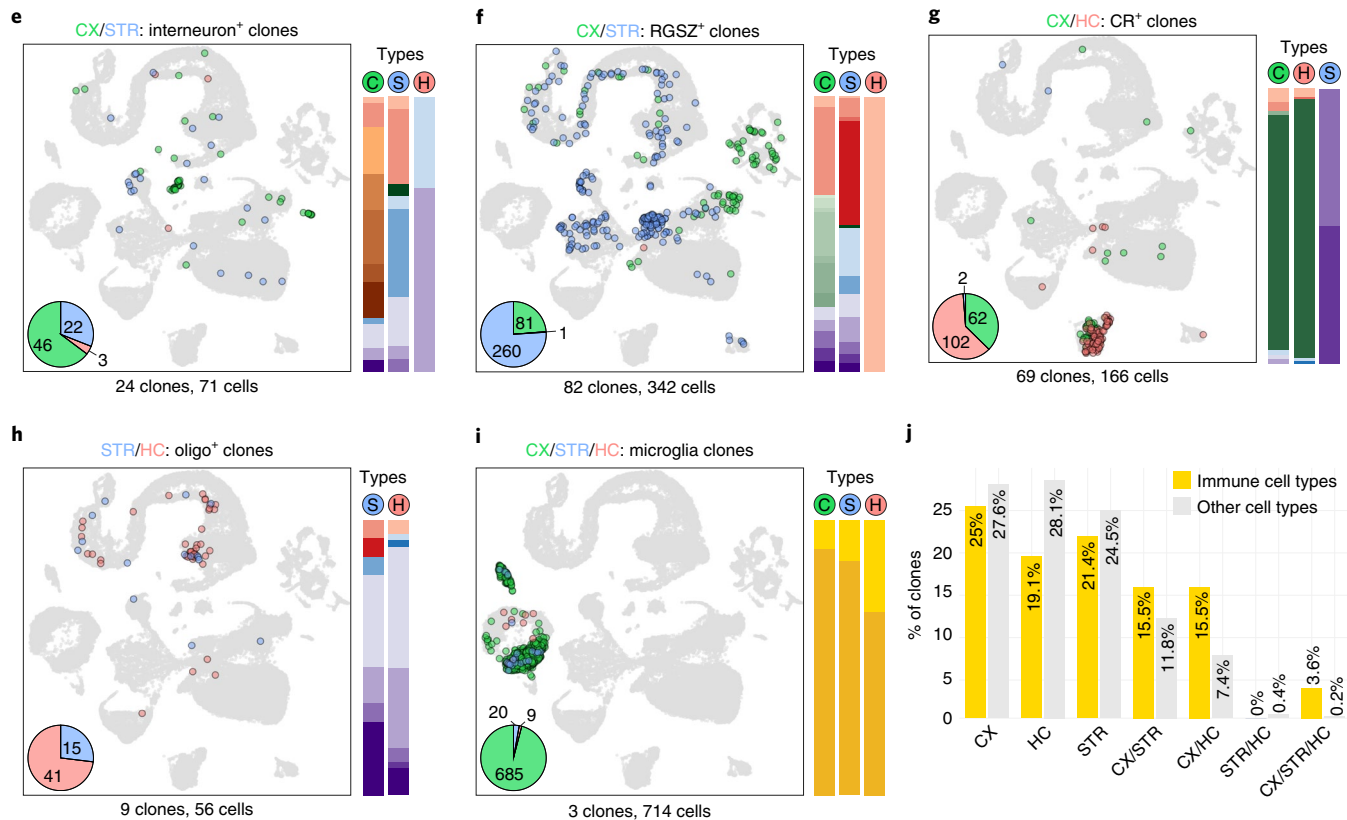 e
CX/STR: interneuron⁺ clones
Types
C S H
22
46
3
24 clones, 71 cells
f
CX/STR: RGSZ⁺ clones
Types
C S H
81
1
260
82 clones, 342 cells
g
CX/HC: CR⁺ clones
Types
C H S
2
62
102
69 clones, 166 cells
h
STR/HC: oligo⁺ clones
Types
S H
15
41
9 clones, 56 cells
i
CX/STR/HC: microglia clones
Types
C S H
20
9
685
3 clones, 714 cells
j
Immune cell types
Other cell types
% of clones
25
20
15
10
5
0
25% 27.6%
19.1% 28.1%
21.4% 24.5%
15.5% 11.8%
15.5% 7.4%
0% 0.4%
3.6% 0.2%
CX
HC
STR
CX/STR
CX/HC
STR/HC
CX/STR/HC